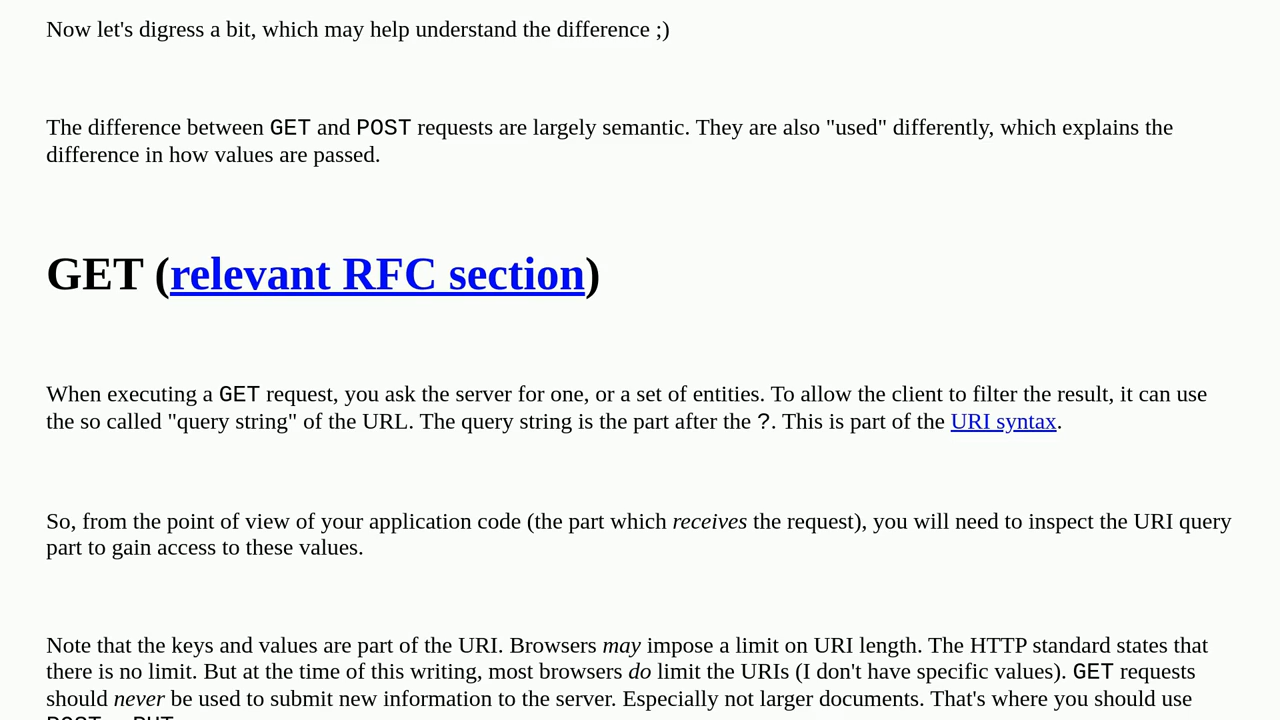 Now let's digress a bit, which may help understand the difference ;)
The difference between GET and POST requests are largely semantic. They are also "used" differently, which explains the
difference in how values are passed.
GET (relevant RFC section)
When executing a GET request, you ask the server for one, or a set of entities. To allow the client to filter the result, it can use
the so called "query string" of the URL. The query string is the part after the ?. This is part of the URI syntax.
So, from the point of view of your application code (the part which receives the request), you will need to inspect the URI query
part to gain access to these values.
Note that the keys and values are part of the URI. Browsers may impose a limit on URI length. The HTTP standard states that
there is no limit. But at the time of this writing, most browsers do limit the URIs (I don't have specific values). GET requests
should never be used to submit new information to the server. Especially not larger documents. That's where you should use